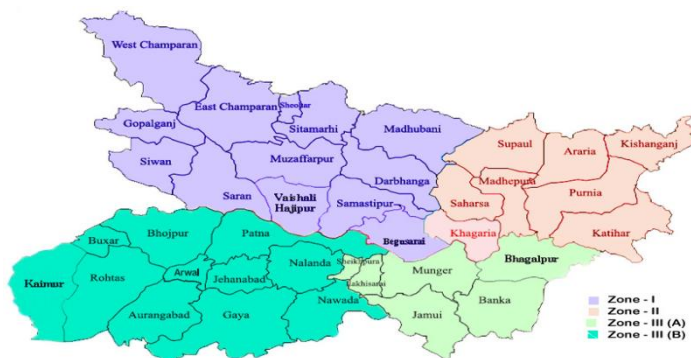 West Champaran
East Champaran
Sheohar
Sitamarhi
Madhubani
Gopalganj
Siwan
Muzaffarpur
Darbhanga
Saran
Vaishali
Hajipur
Samastipur
Begusarai
Supaul
Araria
Kishanganj
Madhepura
Saharsa
Purnia
Khagaria
Katihar
Buxar
Bhojpur
Patna
Kaimur
Rohtas
Arwal
Jehanabad
Nalanda
Sheikhpura
Lakhisarai
Munger
Bhagalpur
Aurangabad
Gaya
Nawada
Jamui
Banka
Zone - I
Zone - II
Zone - III (A)
Zone - III (B)